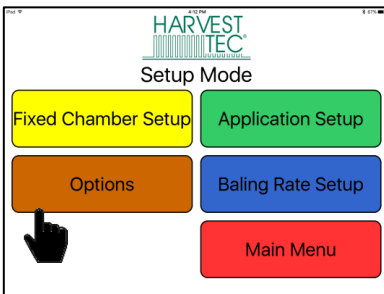 iPad
4:12 PM
67%
HARVEST
TEC
Setup Mode
Fixed Chamber Setup
Application Setup
Options
Baling Rate Setup
Main Menu